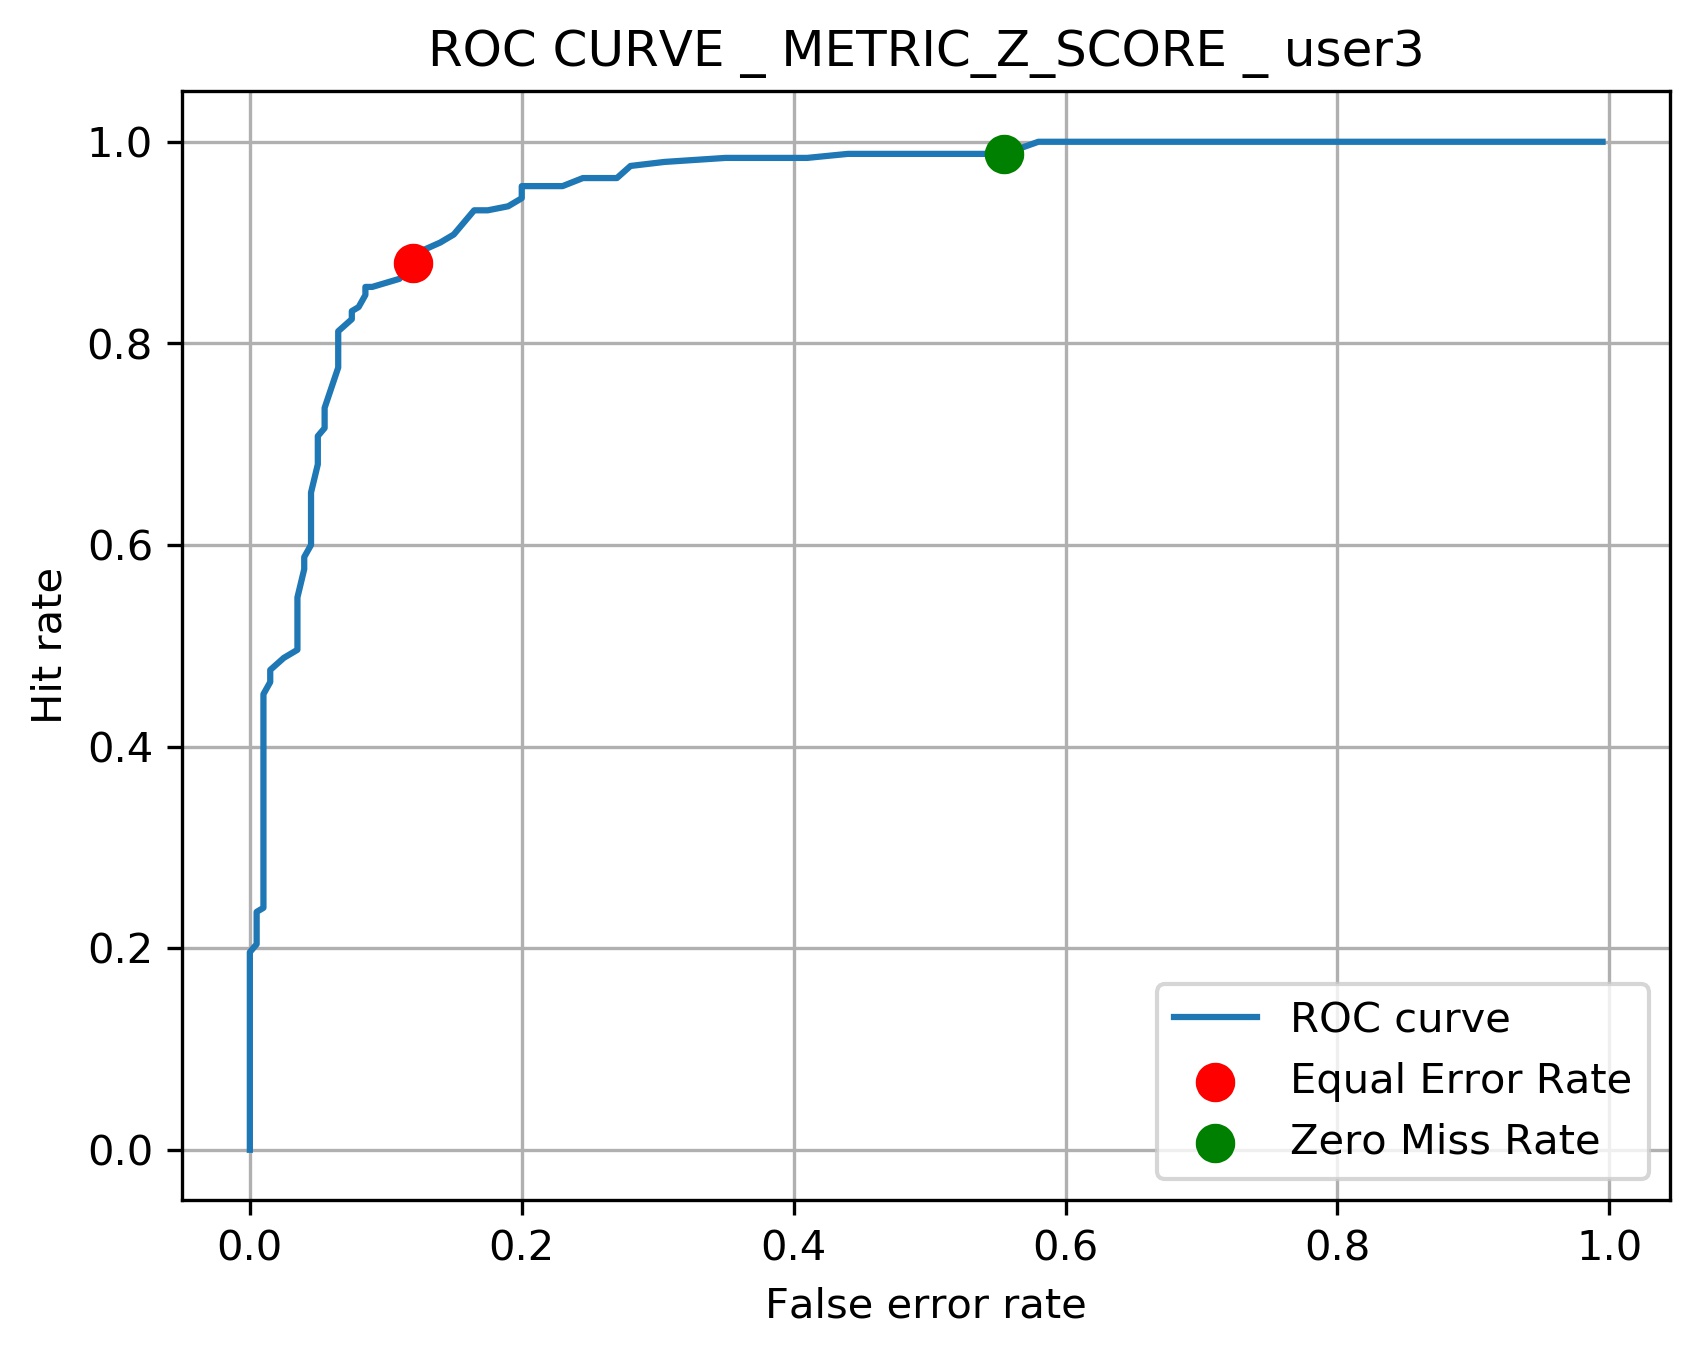 ROC CURVE _ METRIC_Z_SCORE _ user3
1.0
0.8
0.6
0.4
0.2
0.0
Hit rate
0.0 0.2 0.4 0.6 0.8 1.0
False error rate
ROC curve
Equal Error Rate
Zero Miss Rate